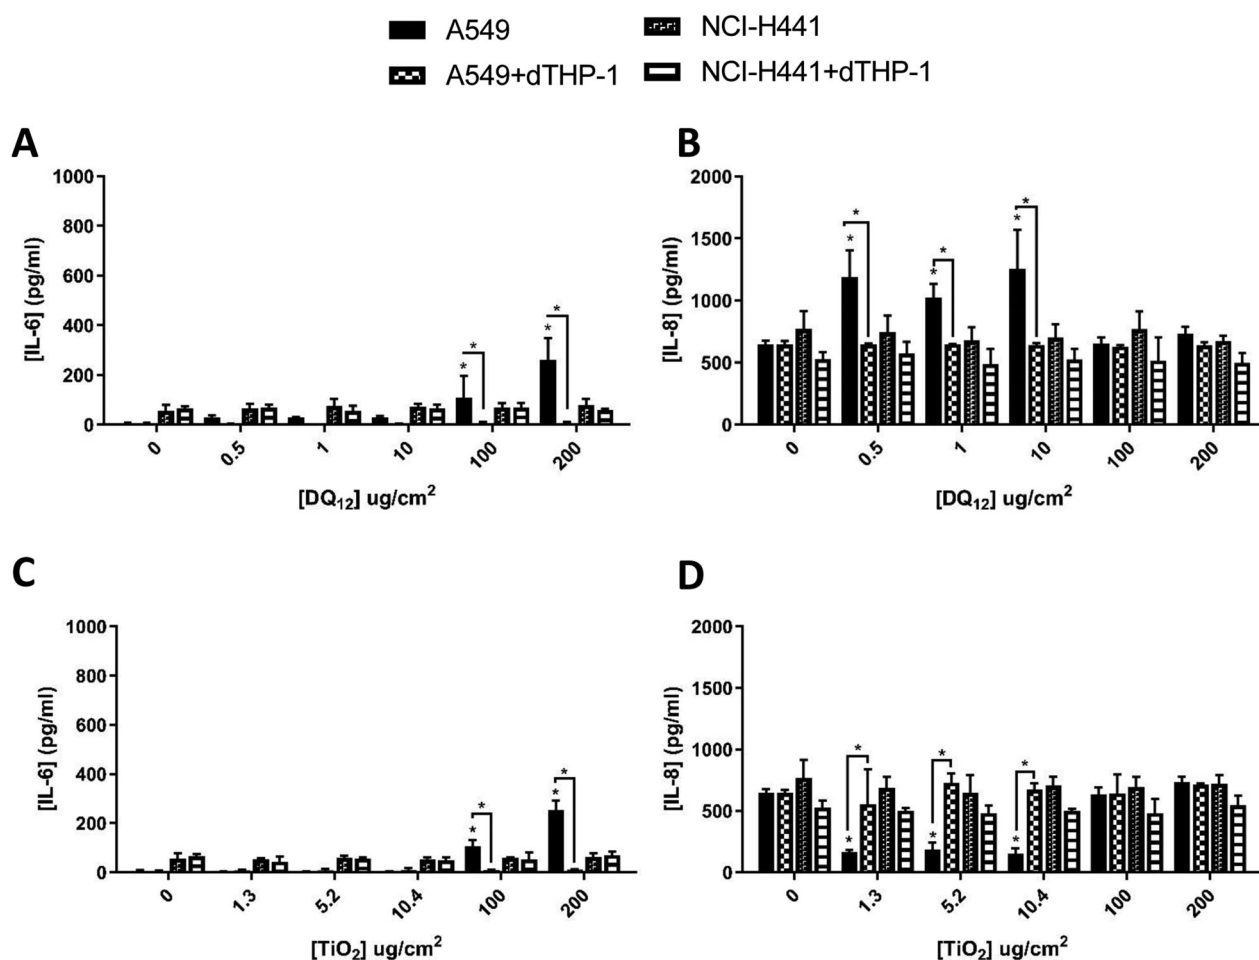 A549
NCI-H441
A549+dTHP-1
NCI-H441+dTHP-1
A
[IL-6] (pg/ml)
1000
800
600
400
200
0
* * * *
0 0.5 1 10 100 200
[DQ12] ug/cm2
B
[IL-8] (pg/ml)
2000
1500
1000
500
0
* * * * * *
0 0.5 1 10 100 200
[DQ12] ug/cm2
C
[IL-6] (pg/ml)
1000
800
600
400
200
0
* * * *
0 1.3 5.2 10.4 100 200
[TiO2] ug/cm2
D
[IL-8] (pg/ml)
2000
1500
1000
500
0
* * * * * *
0 1.3 5.2 10.4 100 200
[TiO2] ug/cm2